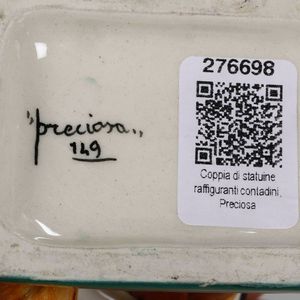 "preciosa"
149
276698
Coppia di statuine
raffiguranti contadini,
Preciosa